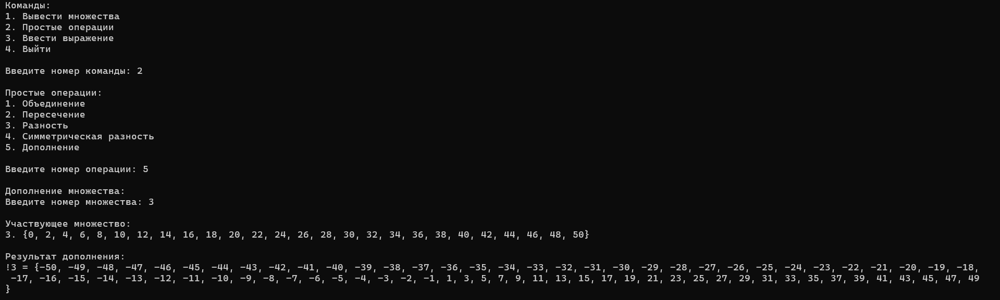 Команды:
1. Вывести множества
2. Простые операции
3. Ввести выражение
4. Выйти
Введите номер команды: 2
Простые операции:
1. Объединение
2. Пересечение
3. Разность
4. Симметрическая разность
5. Дополнение
Введите номер операции: 5
Дополнение множества:
Введите номер множества: 3
Участвующее множество:
3. {0, 2, 4, 6, 8, 10, 12, 14, 16, 18, 20, 22, 24, 26, 28, 30, 32, 34, 36, 38, 40, 42, 44, 46, 48, 50}
Результат дополнения:
!3 = {-50, -49, -48, -47, -46, -45, -44, -43, -42, -41, -40, -39, -38, -37, -36, -35, -34, -33, -32, -31, -30, -29, -28, -27, -26, -25, -24, -23, -22, -21, -20, -19, -18,
-17, -16, -15, -14, -13, -12, -11, -10, -9, -8, -7, -6, -5, -4, -3, -2, -1, 1, 3, 5, 7, 9, 11, 13, 15, 17, 19, 21, 23, 25, 27, 29, 31, 33, 35, 37, 39, 41, 43, 45, 47, 49
}